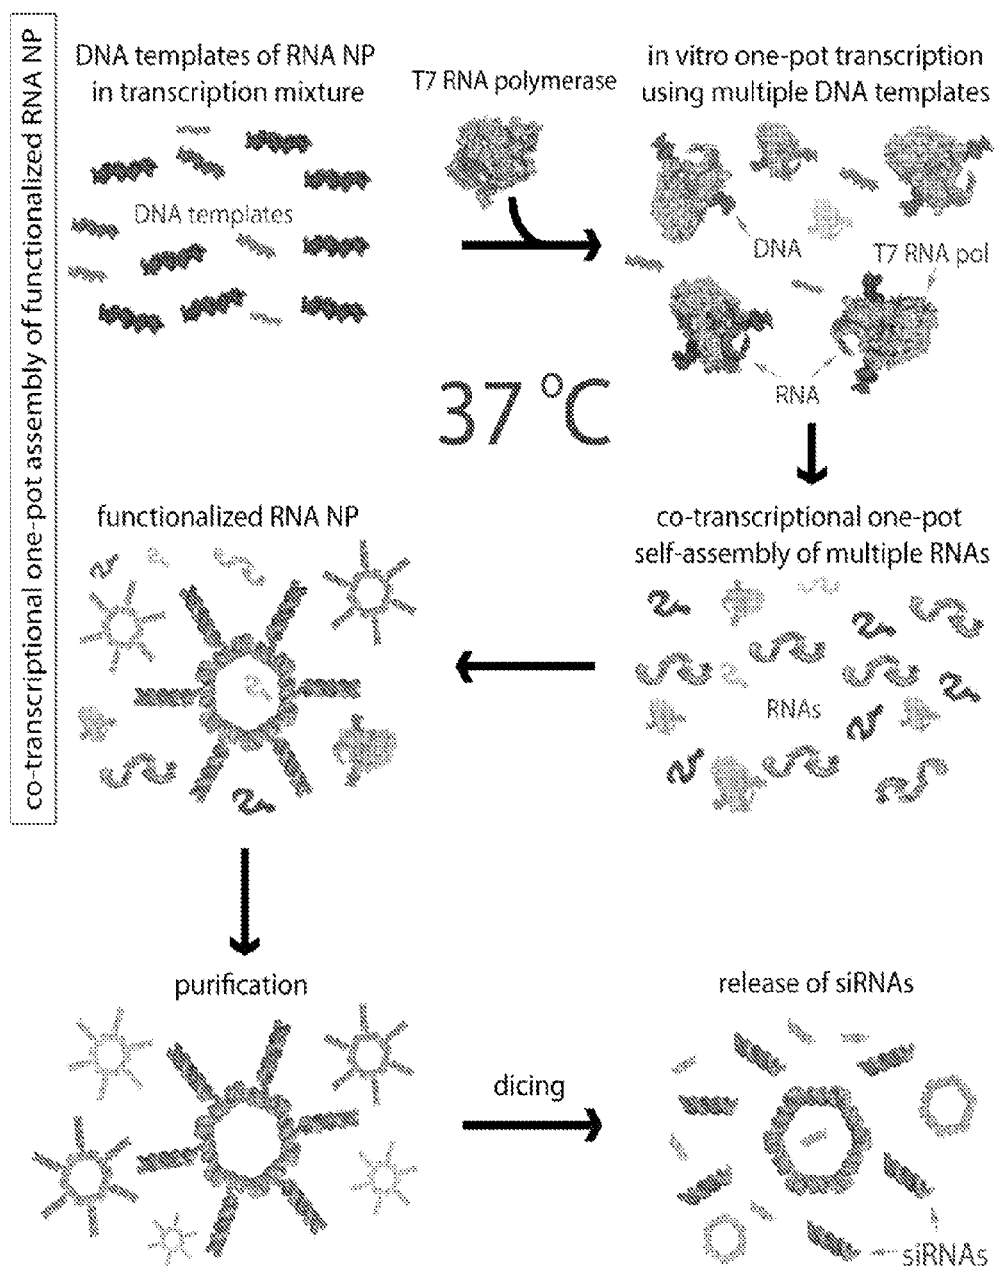 co-transcriptional one-pot assembly of functionalized RNA NP
DNA templates of RNA NP
in transcription mixture
T7 RNA polymerase
in vitro one-pot transcription
using multiple DNA templates
DNA templates
DNA
T7 RNA pol
RNA
37 °C
functionalized RNA NP
co-transcriptional one-pot
self-assembly of multiple RNAs
RNAs
purification
release of siRNAs
dicing
siRNAs